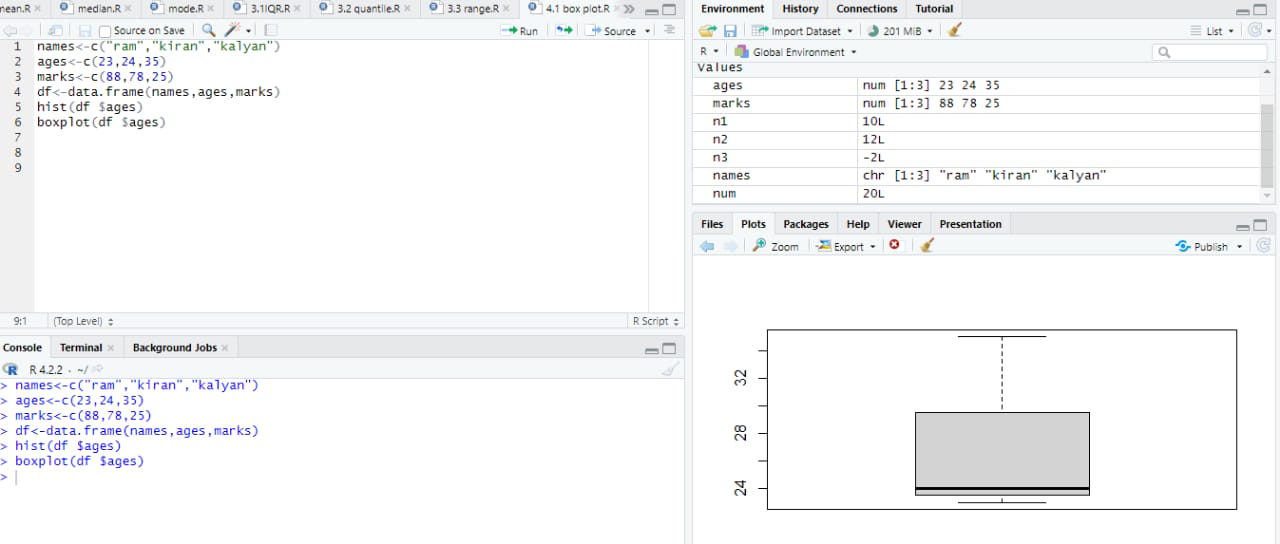 mean.R × median.R × mode.R × 3.1IQR.R × 3.2 quantile.R × 3.3 range.R × 4.1 box plot.R ×
Source on Save Run Source
1 names<-c("ram","kiran","kalyan")
2 ages<-c(23,24,35)
3 marks<-c(88,78,25)
4 df<-data.frame(names,ages,marks)
5 hist(df $ages)
6 boxplot(df $ages)
7
8
9
9:1 (Top Level) R Script
Console Terminal × Background Jobs ×
R 4.2.2 · ~/
> names<-c("ram","kiran","kalyan")
> ages<-c(23,24,35)
> marks<-c(88,78,25)
> df<-data.frame(names,ages,marks)
> hist(df $ages)
> boxplot(df $ages)
>
Environment History Connections Tutorial
Import Dataset 201 MiB List
R Global Environment
Values
ages num [1:3] 23 24 35
marks num [1:3] 88 78 25
n1 10L
n2 12L
n3 -2L
names chr [1:3] "ram" "kiran" "kalyan"
num 20L
Files Plots Packages Help Viewer Presentation
Zoom Export Publish
32
28
24